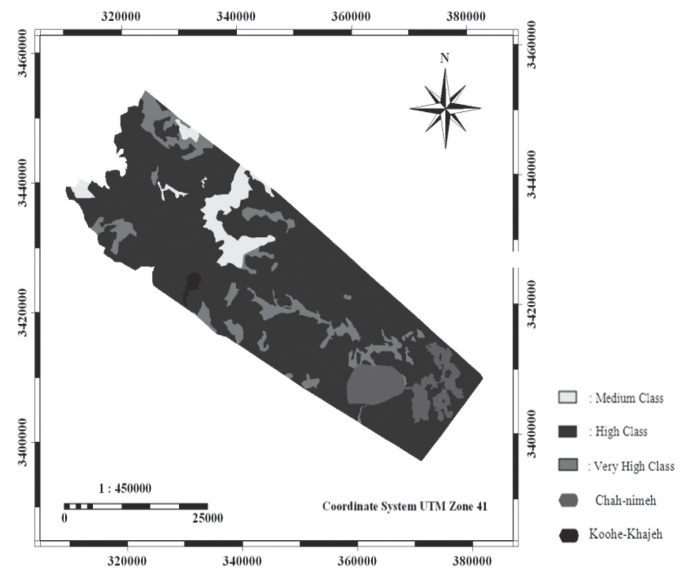 320000 340000 360000 380000
3460000 3460000
N
3440000 3440000
3420000 3420000
3400000 3400000
: Medium Class
: High Class
: Very High Class
Chah-nimeh
Koohe-Khajeh
1 : 450000
0 25000
Coordinate System UTM Zone 41
320000 340000 360000 380000